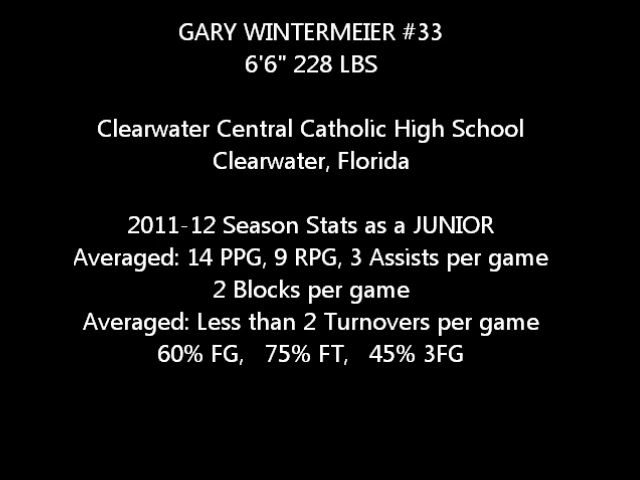 GARY WINTERMEIER #33
6'6" 228 LBS
Clearwater Central Catholic High School
Clearwater, Florida
2011-12 Season Stats as a JUNIOR
Averaged: 14 PPG, 9 RPG, 3 Assists per game
2 Blocks per game
Averaged: Less than 2 Turnovers per game
60% FG, 75% FT, 45% 3FG